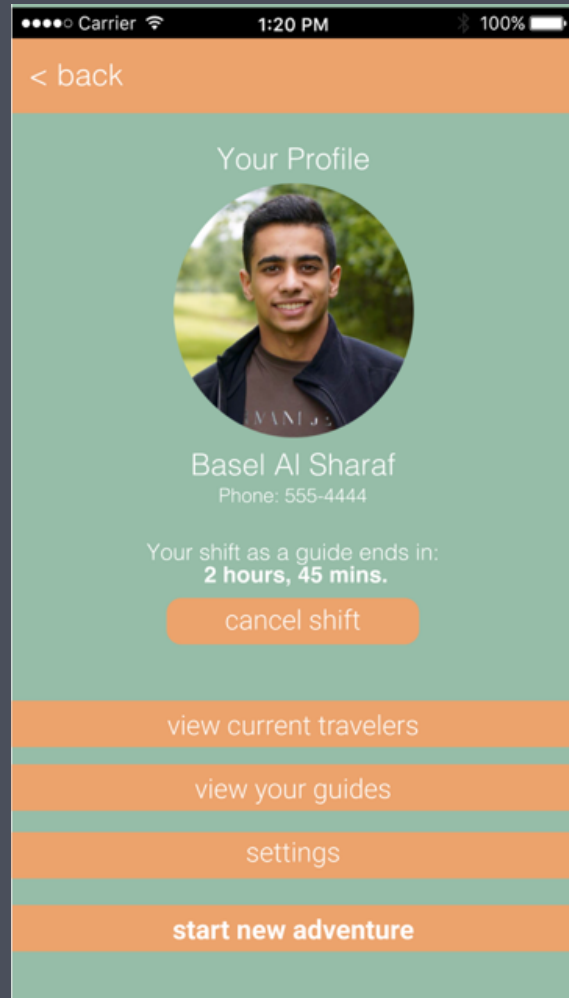 Carrier 1:20 PM 100%
< back
Your Profile
Basel Al Sharaf
Phone: 555-4444
Your shift as a guide ends in:
2 hours, 45 mins.
cancel shift
view current travelers
view your guides
settings
start new adventure